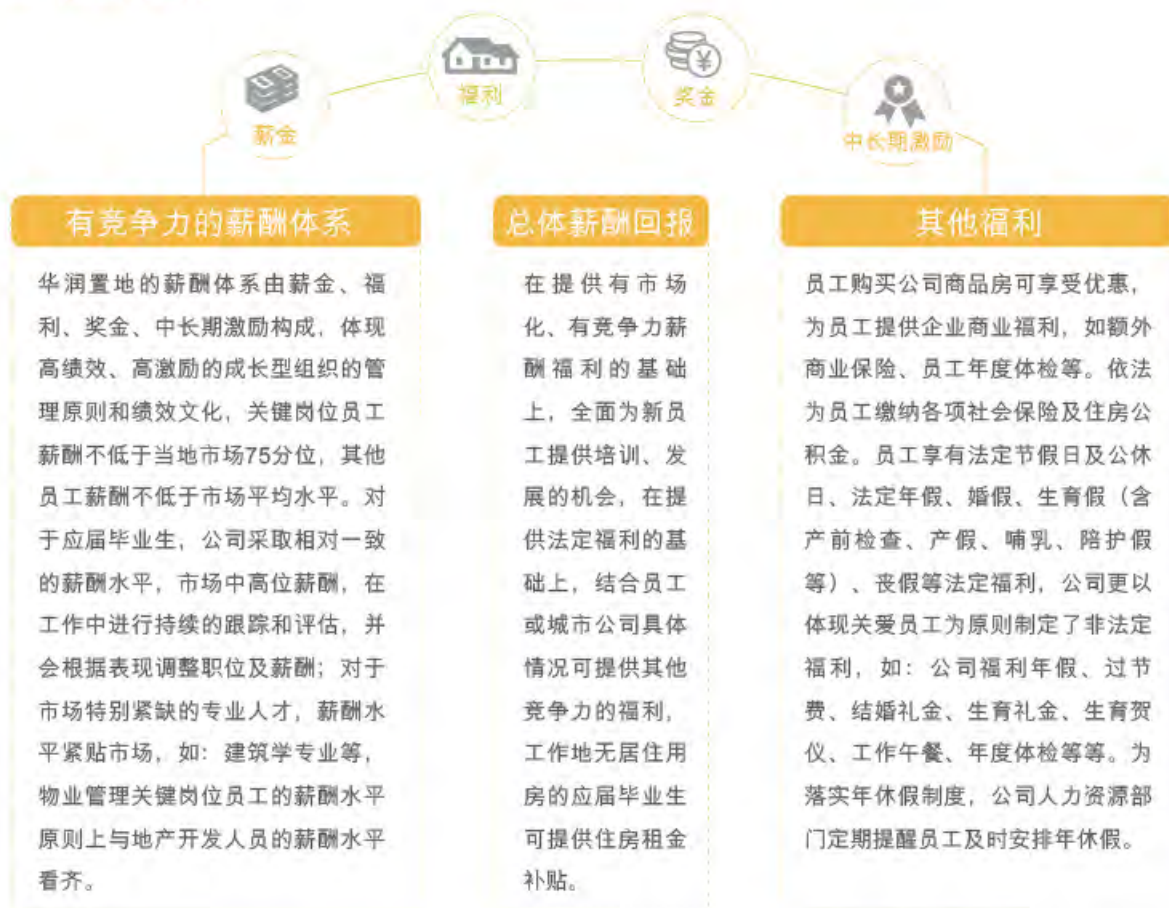 薪金
福利
奖金
中长期激励
有竞争力的薪酬体系
华润置地的薪酬体系由薪金、福
利、奖金、中长期激励构成，体现
高绩效、高激励的成长型组织的管
理原则和绩效文化，关键岗位员工
薪酬不低于当地市场75分位，其他
员工薪酬不低于市场平均水平。对
于应届毕业生，公司采取相对一致
的薪酬水平，市场中高位薪酬，在
工作中进行持续的跟踪和评估，并
会根据表现调整职位及薪酬；对于
市场特别紧缺的专业人才，薪酬水
平紧贴市场，如：建筑学专业等，
物业管理关键岗位员工的薪酬水平
原则上与地产开发人员的薪酬水平
看齐。
总体薪酬回报
在提供有市场
化、有竞争力薪
酬福利的基础
上，全面为新员
工提供培训、发
展的机会，在提
供法定福利的基
础上，结合员工
或城市公司具体
情况可提供其他
竞争力的福利，
工作地无居住用
房的应届毕业生
可提供住房租金
补贴。
其他福利
员工购买公司商品房可享受优惠，
为员工提供企业商业福利，如额外
商业保险、员工年度体检等。依法
为员工缴纳各项社会保险及住房公
积金。员工享有法定节假日及公休
日、法定年假、婚假、生育假（含
产前检查、产假、哺乳、陪护假
等）、丧假等法定福利，公司更以
体现关爱员工为原则制定了非法定
福利，如：公司福利年假、过节
费、结婚礼金、生育礼金、生育贺
仪、工作午餐、年度体检等等。为
落实年休假制度，公司人力资源部
门定期提醒员工及时安排年休假。